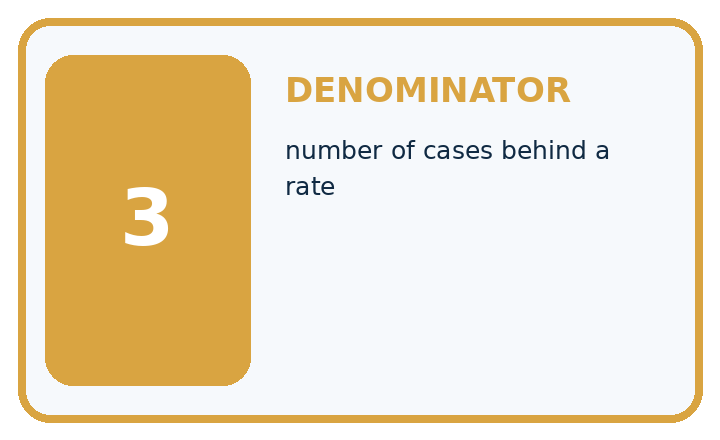 3
DENOMINATOR
number of cases behind a
rate